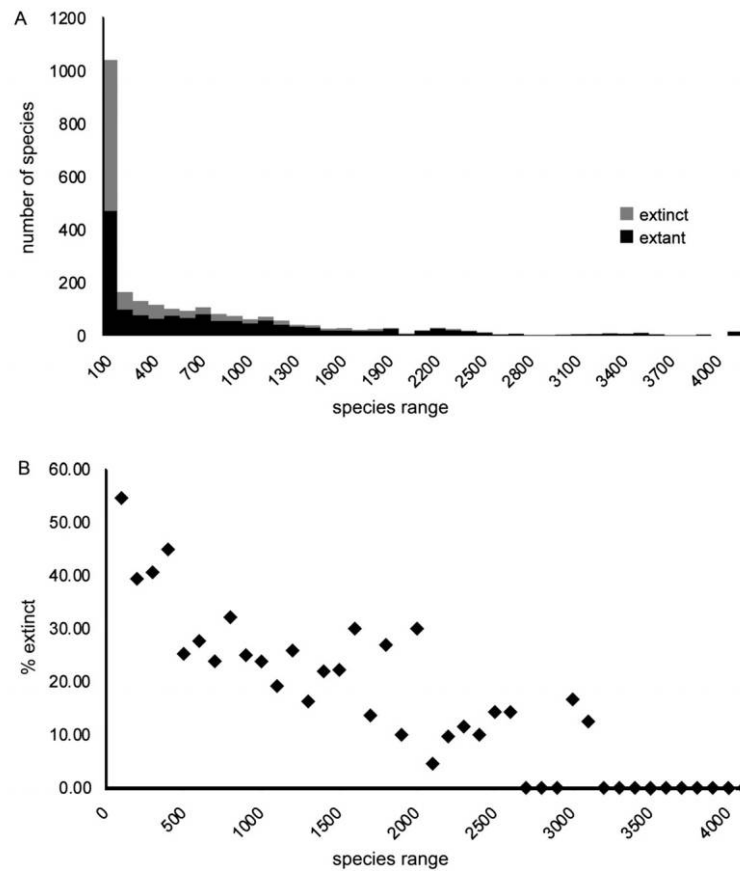 A
1200
1000
800
600
400
200
0
number of species
extinct
extant
100 400 700 1000 1300 1600 1900 2200 2500 2800 3100 3400 3700 4000
species range
B
60.00
50.00
40.00
30.00
20.00
10.00
0.00
% extinct
0 500 1000 1500 2000 2500 3000 3500 4000
species range